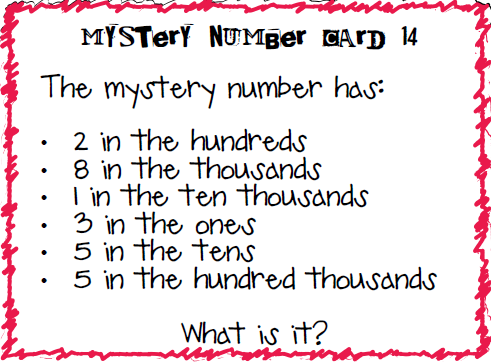 MYSTerY NUMBer CArD 14
The mystery number has:
• 2 in the hundreds
• 8 in the thousands
• 1 in the ten thousands
• 3 in the ones
• 5 in the tens
• 5 in the hundred thousands
What is it?